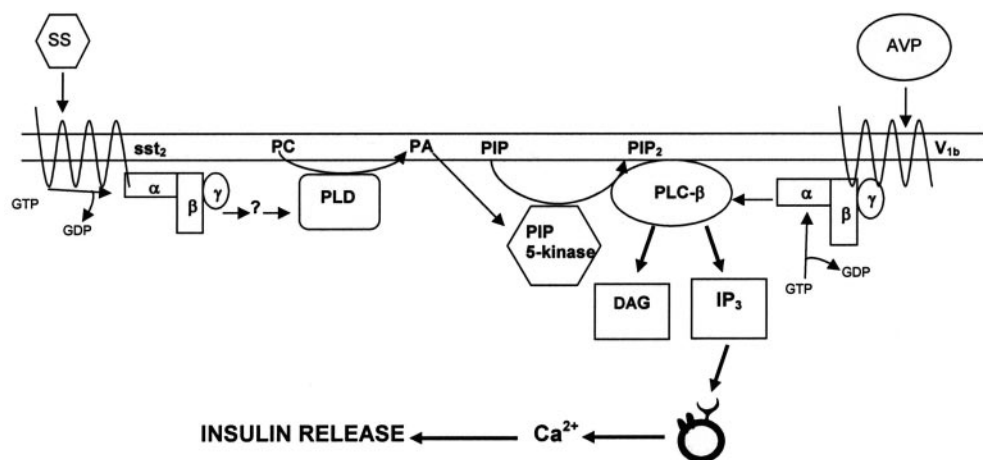 SS
AVP
sst₂
PC
PA
PIP
PIP₂
V₁b
GTP
GDP
α
β
γ
?
PLD
PIP
5-kinase
PLC-β
α
β
γ
GTP
GDP
DAG
IP₃
INSULIN RELEASE
Ca²⁺